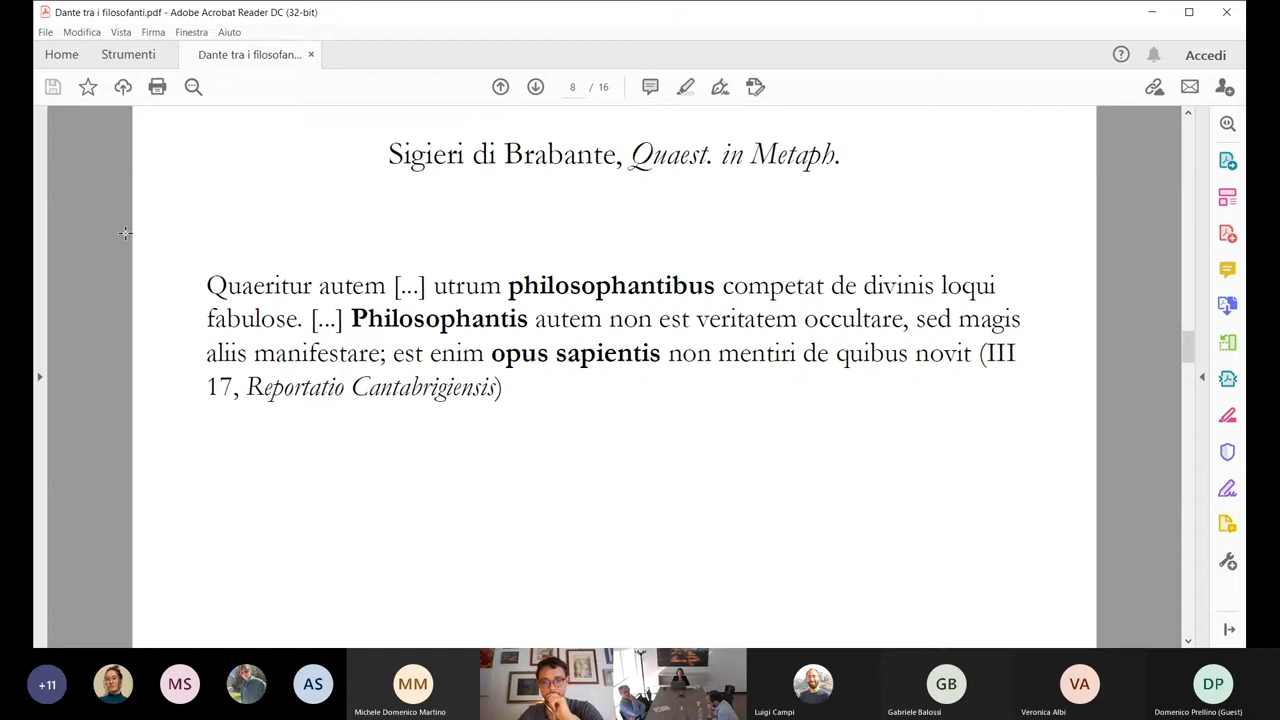 Dante tra i filosofanti.pdf - Adobe Acrobat Reader DC (32-bit)
File Modifica Vista Firma Finestra Aiuto
Home Strumenti Dante tra i filosofan... × Accedi
8 / 16
Sigieri di Brabante, Quaest. in Metaph.
Quaeritur autem [...] utrum philosophantibus competat de divinis loqui
fabulose. [...] Philosophantis autem non est veritatem occultare, sed magis
aliis manifestare; est enim opus sapientis non mentiri de quibus novit (III
17, Reportatio Cantabrigiensis)
+11 MS AS MM GB VA DP
Michele Domenico Martino Luigi Campi Gabriele Balossi Veronica Albi Domenico Prellino (Guest)